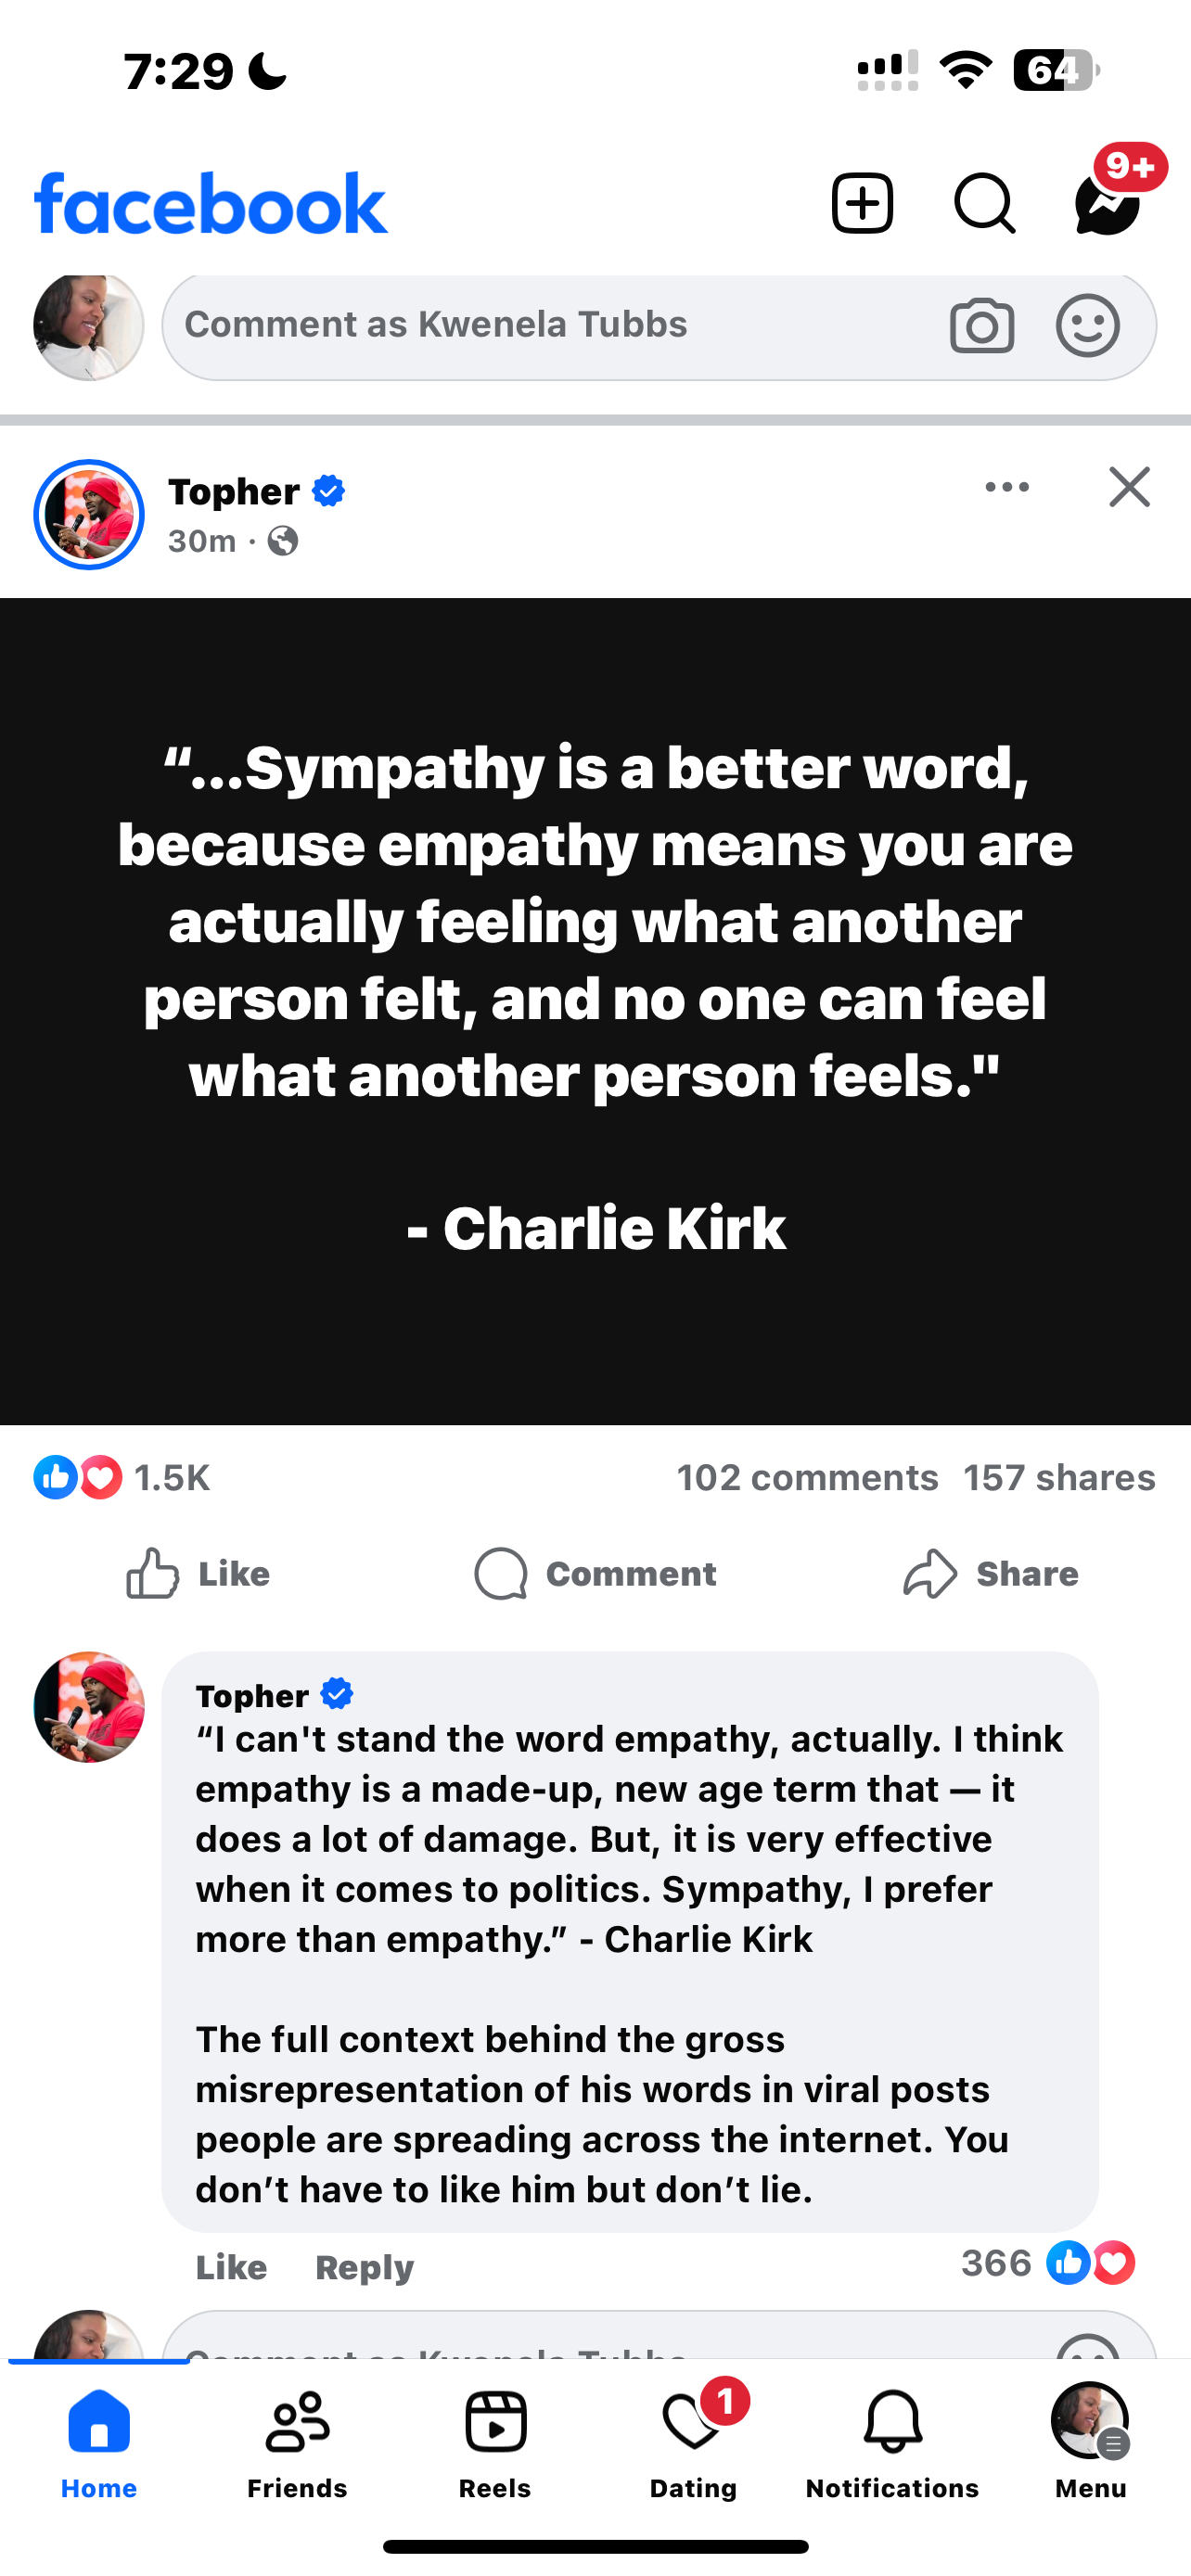 7:29
64
facebook
9+
Comment as Kwenela Tubbs
Topher
30m ·
“...Sympathy is a better word,
because empathy means you are
actually feeling what another
person felt, and no one can feel
what another person feels."
- Charlie Kirk
1.5K
102 comments 157 shares
Like
Comment
Share
Topher
“I can't stand the word empathy, actually. I think
empathy is a made-up, new age term that — it
does a lot of damage. But, it is very effective
when it comes to politics. Sympathy, I prefer
more than empathy.” - Charlie Kirk
The full context behind the gross
misrepresentation of his words in viral posts
people are spreading across the internet. You
don’t have to like him but don’t lie.
Like Reply
366
Comment as Kwenela Tubbs
1
Home
Friends
Reels
Dating
Notifications
Menu